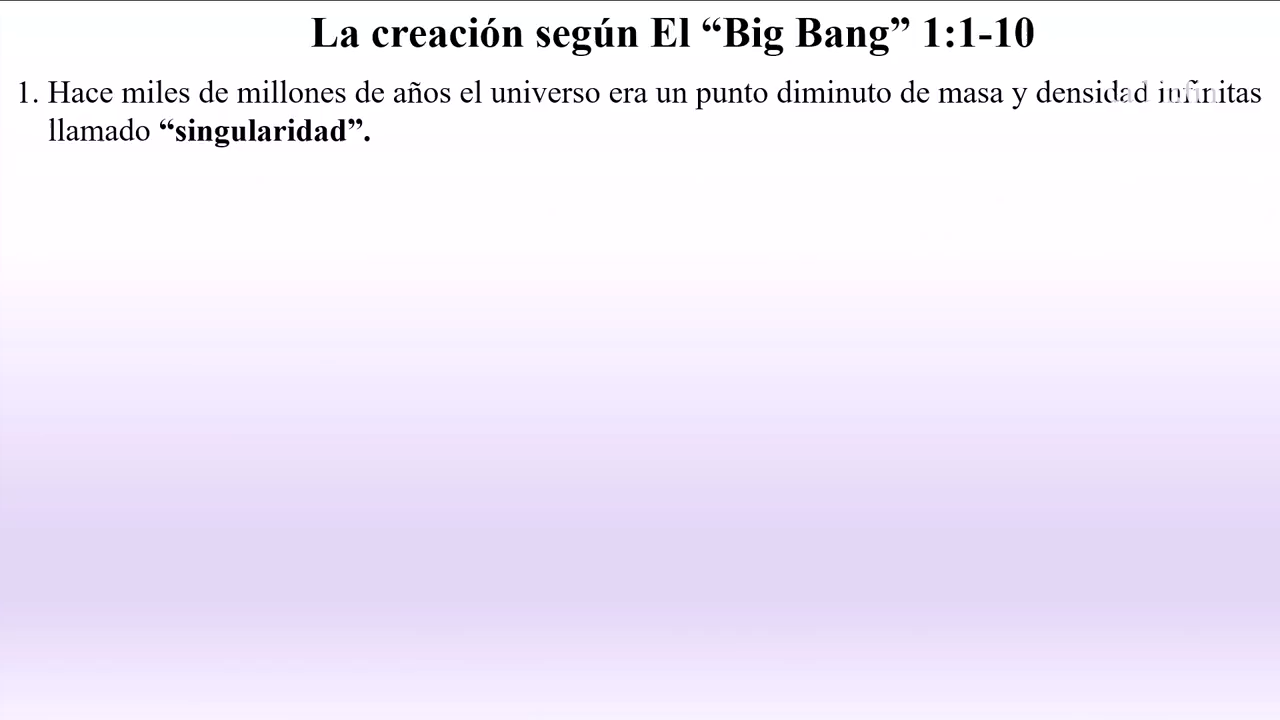 La creación según El “Big Bang” 1:1-10
1. Hace miles de millones de años el universo era un punto diminuto de masa y densidad infinitas
llamado “singularidad”.